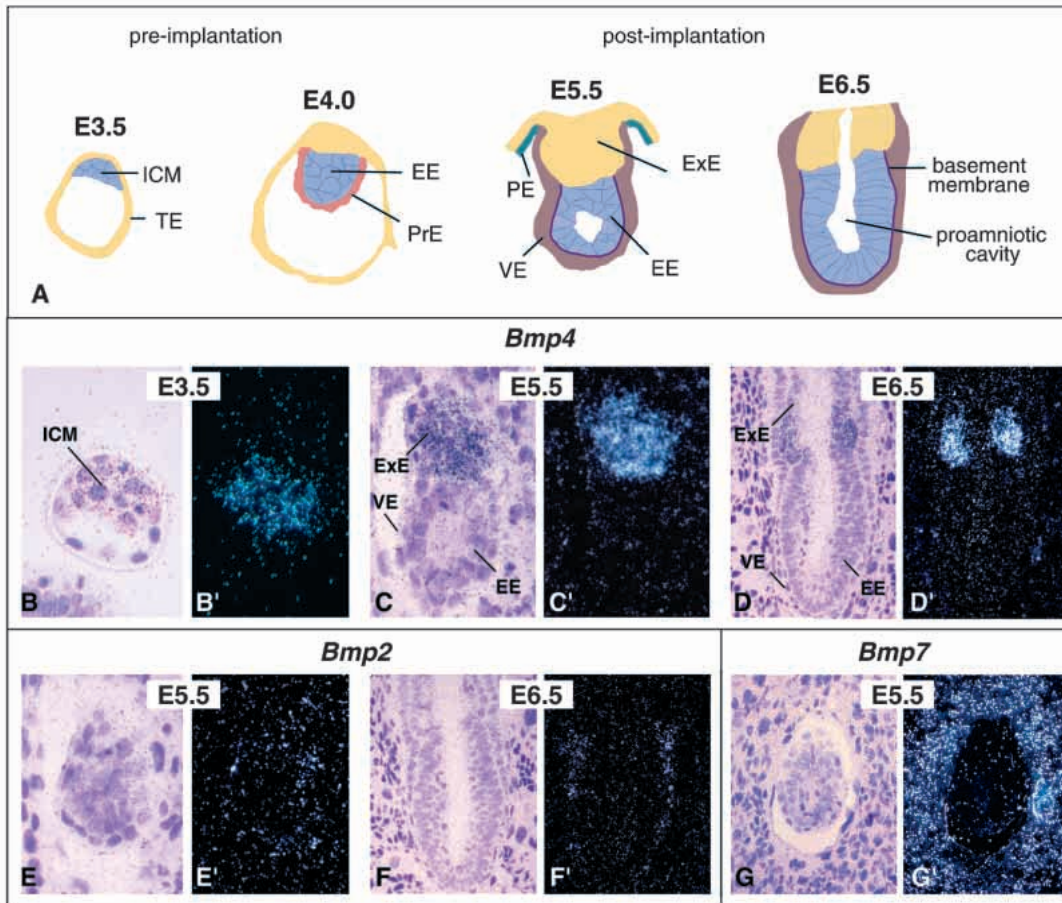 pre-implantation
post-implantation
E3.5
E4.0
E5.5
E6.5
ICM
TE
EE
PrE
PE
ExE
VE
EE
basement
membrane
proamniotic
cavity
A
Bmp4
E3.5
E5.5
E6.5
ICM
ExE
VE
EE
ExE
VE
EE
B
B'
C
C'
D
D'
Bmp2
Bmp7
E5.5
E6.5
E5.5
E
E'
F
F'
G
G'